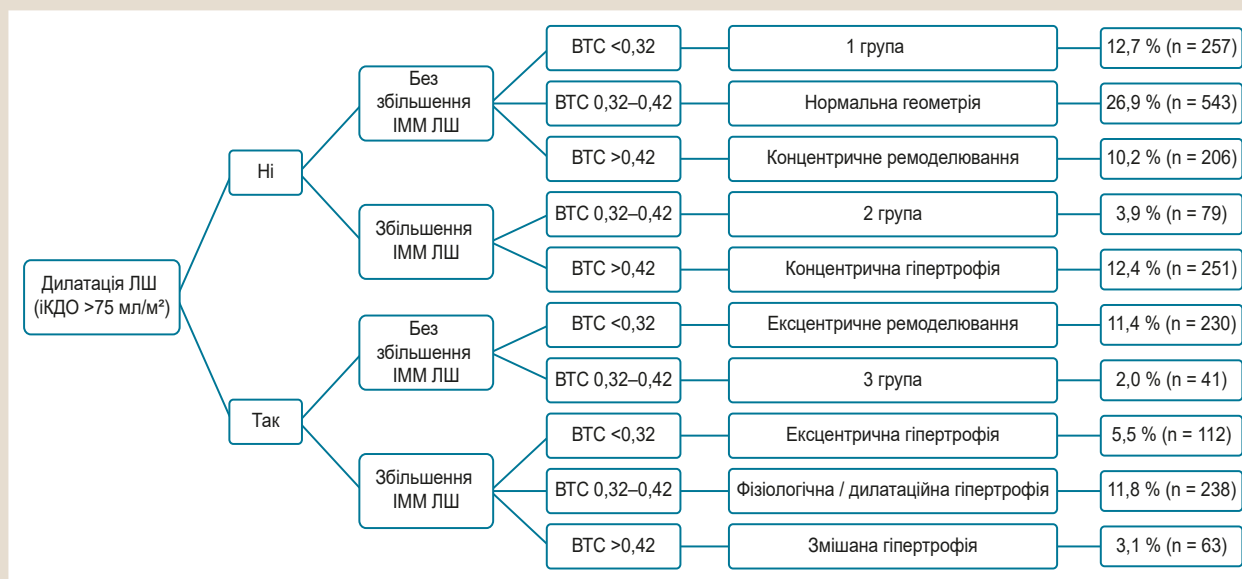 Дилатація ЛШ
(іКДО >75 мл/м²)
Ні
Без
збільшення
ІММ ЛШ
ВТС <0,32
1 група
12,7 % (n = 257)
ВТС 0,32–0,42
Нормальна геометрія
26,9 % (n = 543)
ВТС >0,42
Концентричне ремоделювання
10,2 % (n = 206)
Збільшення
ІММ ЛШ
ВТС 0,32–0,42
2 група
3,9 % (n = 79)
ВТС >0,42
Концентрична гіпертрофія
12,4 % (n = 251)
Так
Без
збільшення
ІММ ЛШ
ВТС <0,32
Ексцентричне ремоделювання
11,4 % (n = 230)
ВТС 0,32–0,42
3 група
2,0 % (n = 41)
Збільшення
ІММ ЛШ
ВТС <0,32
Ексцентрична гіпертрофія
5,5 % (n = 112)
ВТС 0,32–0,42
Фізіологічна / дилатаційна гіпертрофія
11,8 % (n = 238)
ВТС >0,42
Змішана гіпертрофія
3,1 % (n = 63)